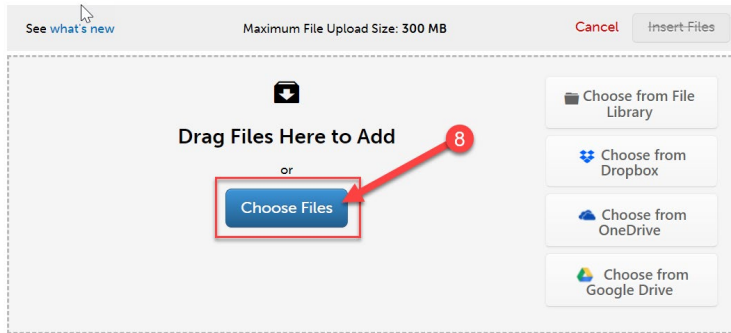 See what's new
Maximum File Upload Size: 300 MB
Cancel
Insert Files
Drag Files Here to Add
or
Choose Files
8
Choose from File
Library
Choose from
Dropbox
Choose from
OneDrive
Choose from
Google Drive